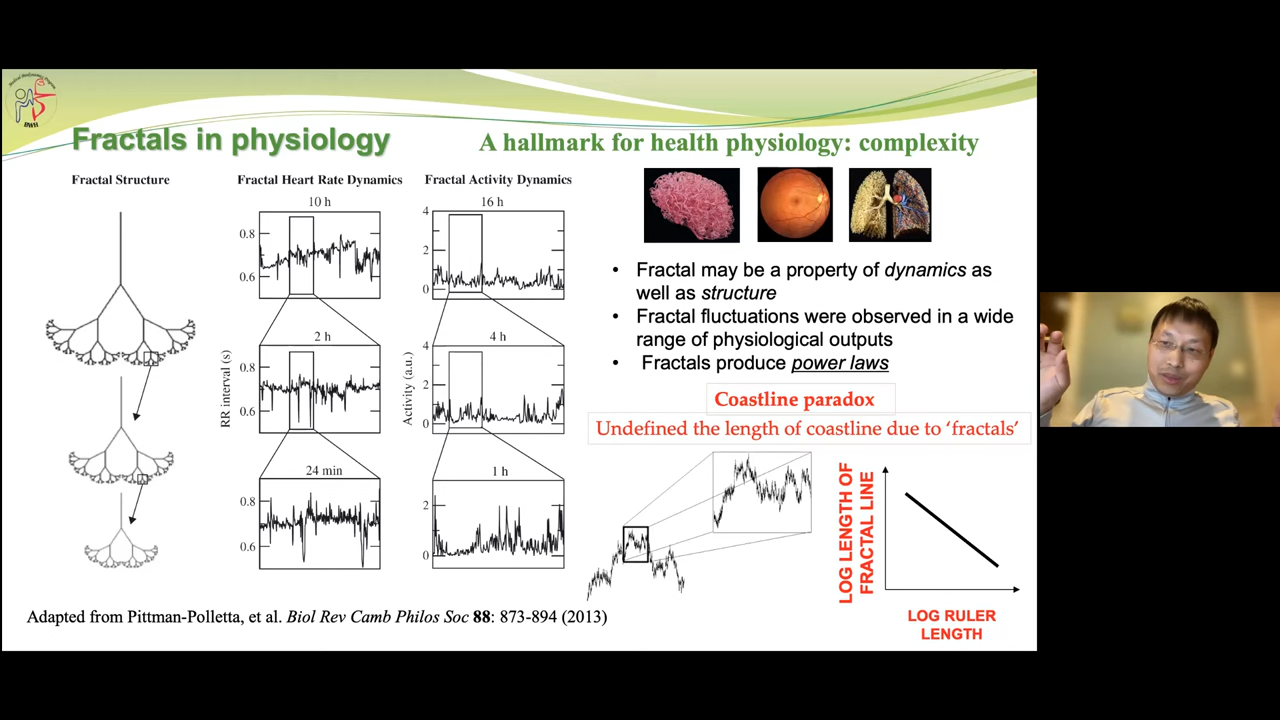 BWH
Fractals in physiology
A hallmark for health physiology: complexity
Fractal Structure
Fractal Heart Rate Dynamics
10 h
0.8
0.6
2 h
0.8
0.6
24 min
0.8
0.6
RR interval (s)
Fractal Activity Dynamics
16 h
4
2
0
4 h
4
2
0
1 h
2
0
Activity (a.u.)
• Fractal may be a property of dynamics as
well as structure
• Fractal fluctuations were observed in a wide
range of physiological outputs
• Fractals produce power laws
Coastline paradox
Undefined the length of coastline due to ‘fractals’
LOG LENGTH OF
FRACTAL LINE
LOG RULER
LENGTH
Adapted from Pittman-Polletta, et al. Biol Rev Camb Philos Soc 88: 873-894 (2013)